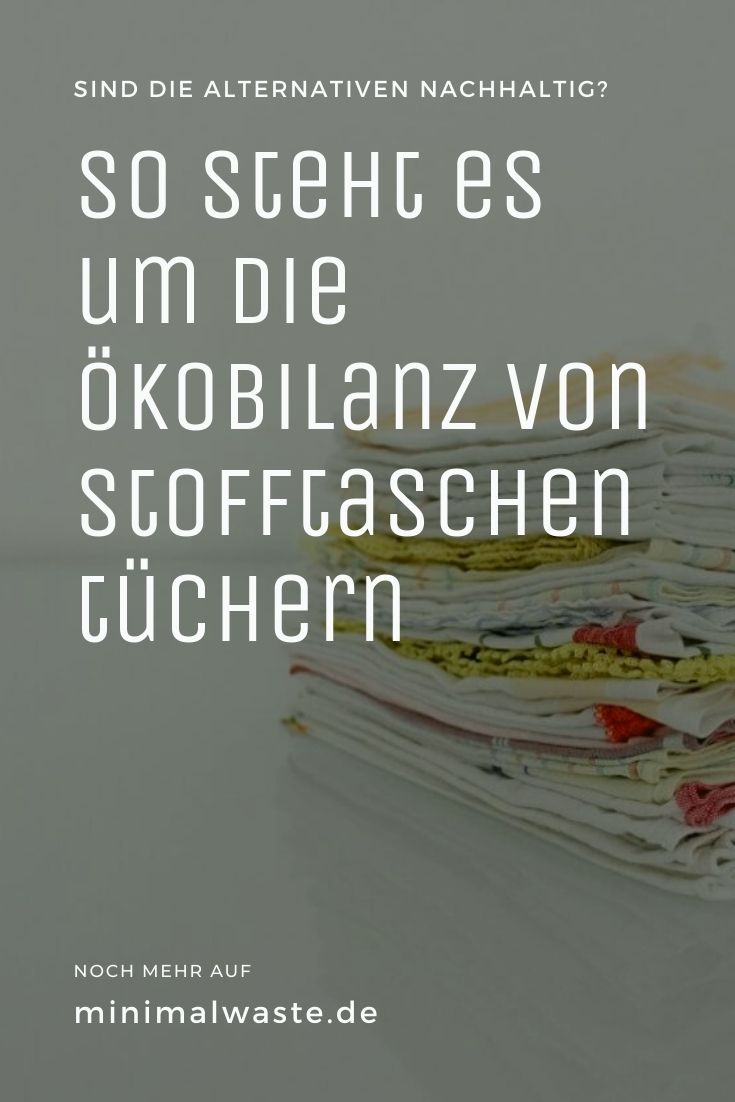 SIND DIE ALTERNATIVEN NACHHALTIG?
So steht es
um die
Ökobilanz von
Stofftaschen
tüchern
NOCH MEHR AUF
minimalwaste.de